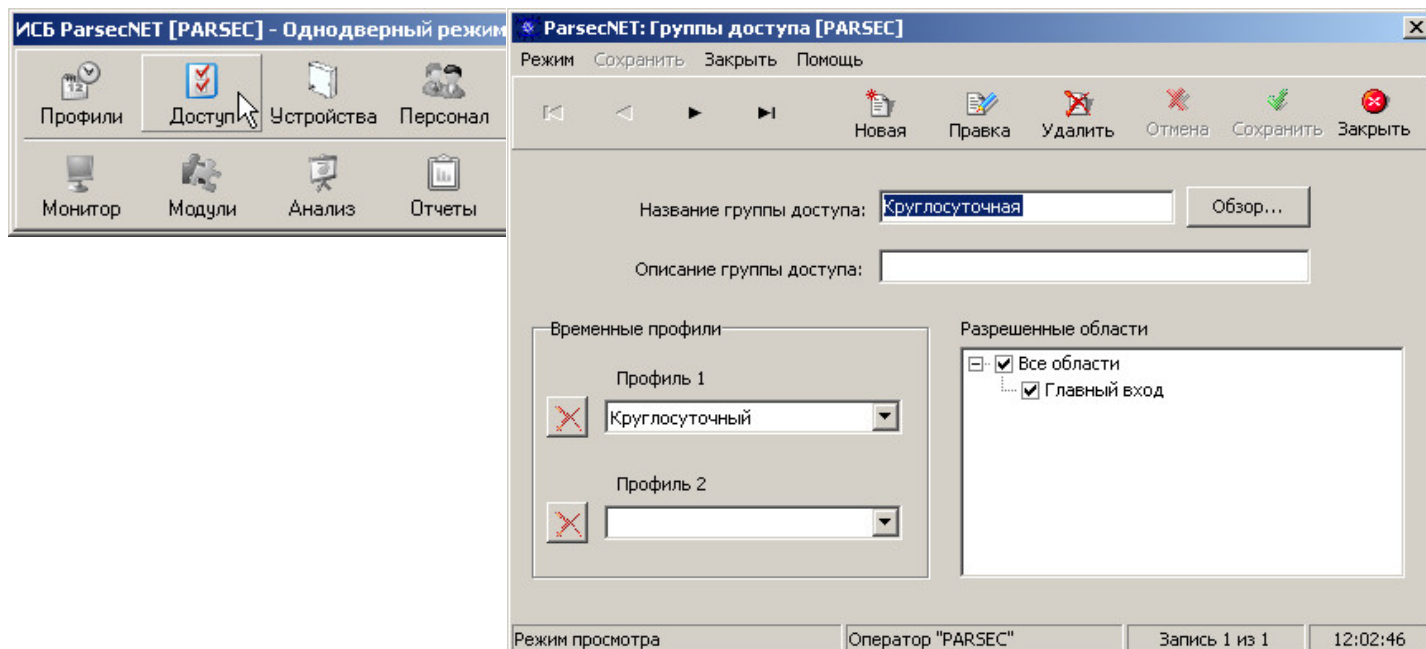 ИСБ ParsecNET [PARSEC] - Однодверный режим
Профили Доступ Устройства Персонал
Монитор Модули Анализ Отчеты
ParsecNET: Группы доступа [PARSEC]
Режим Сохранить Закрыть Помощь
Новая Правка Удалить Отмена Сохранить Закрыть
Название группы доступа: Круглосуточная Обзор...
Описание группы доступа:
Временные профили
Профиль 1
Круглосуточный
Профиль 2
Разрешенные области
Все области
Главный вход
Режим просмотра Оператор "PARSEC" Запись 1 из 1 12:02:46